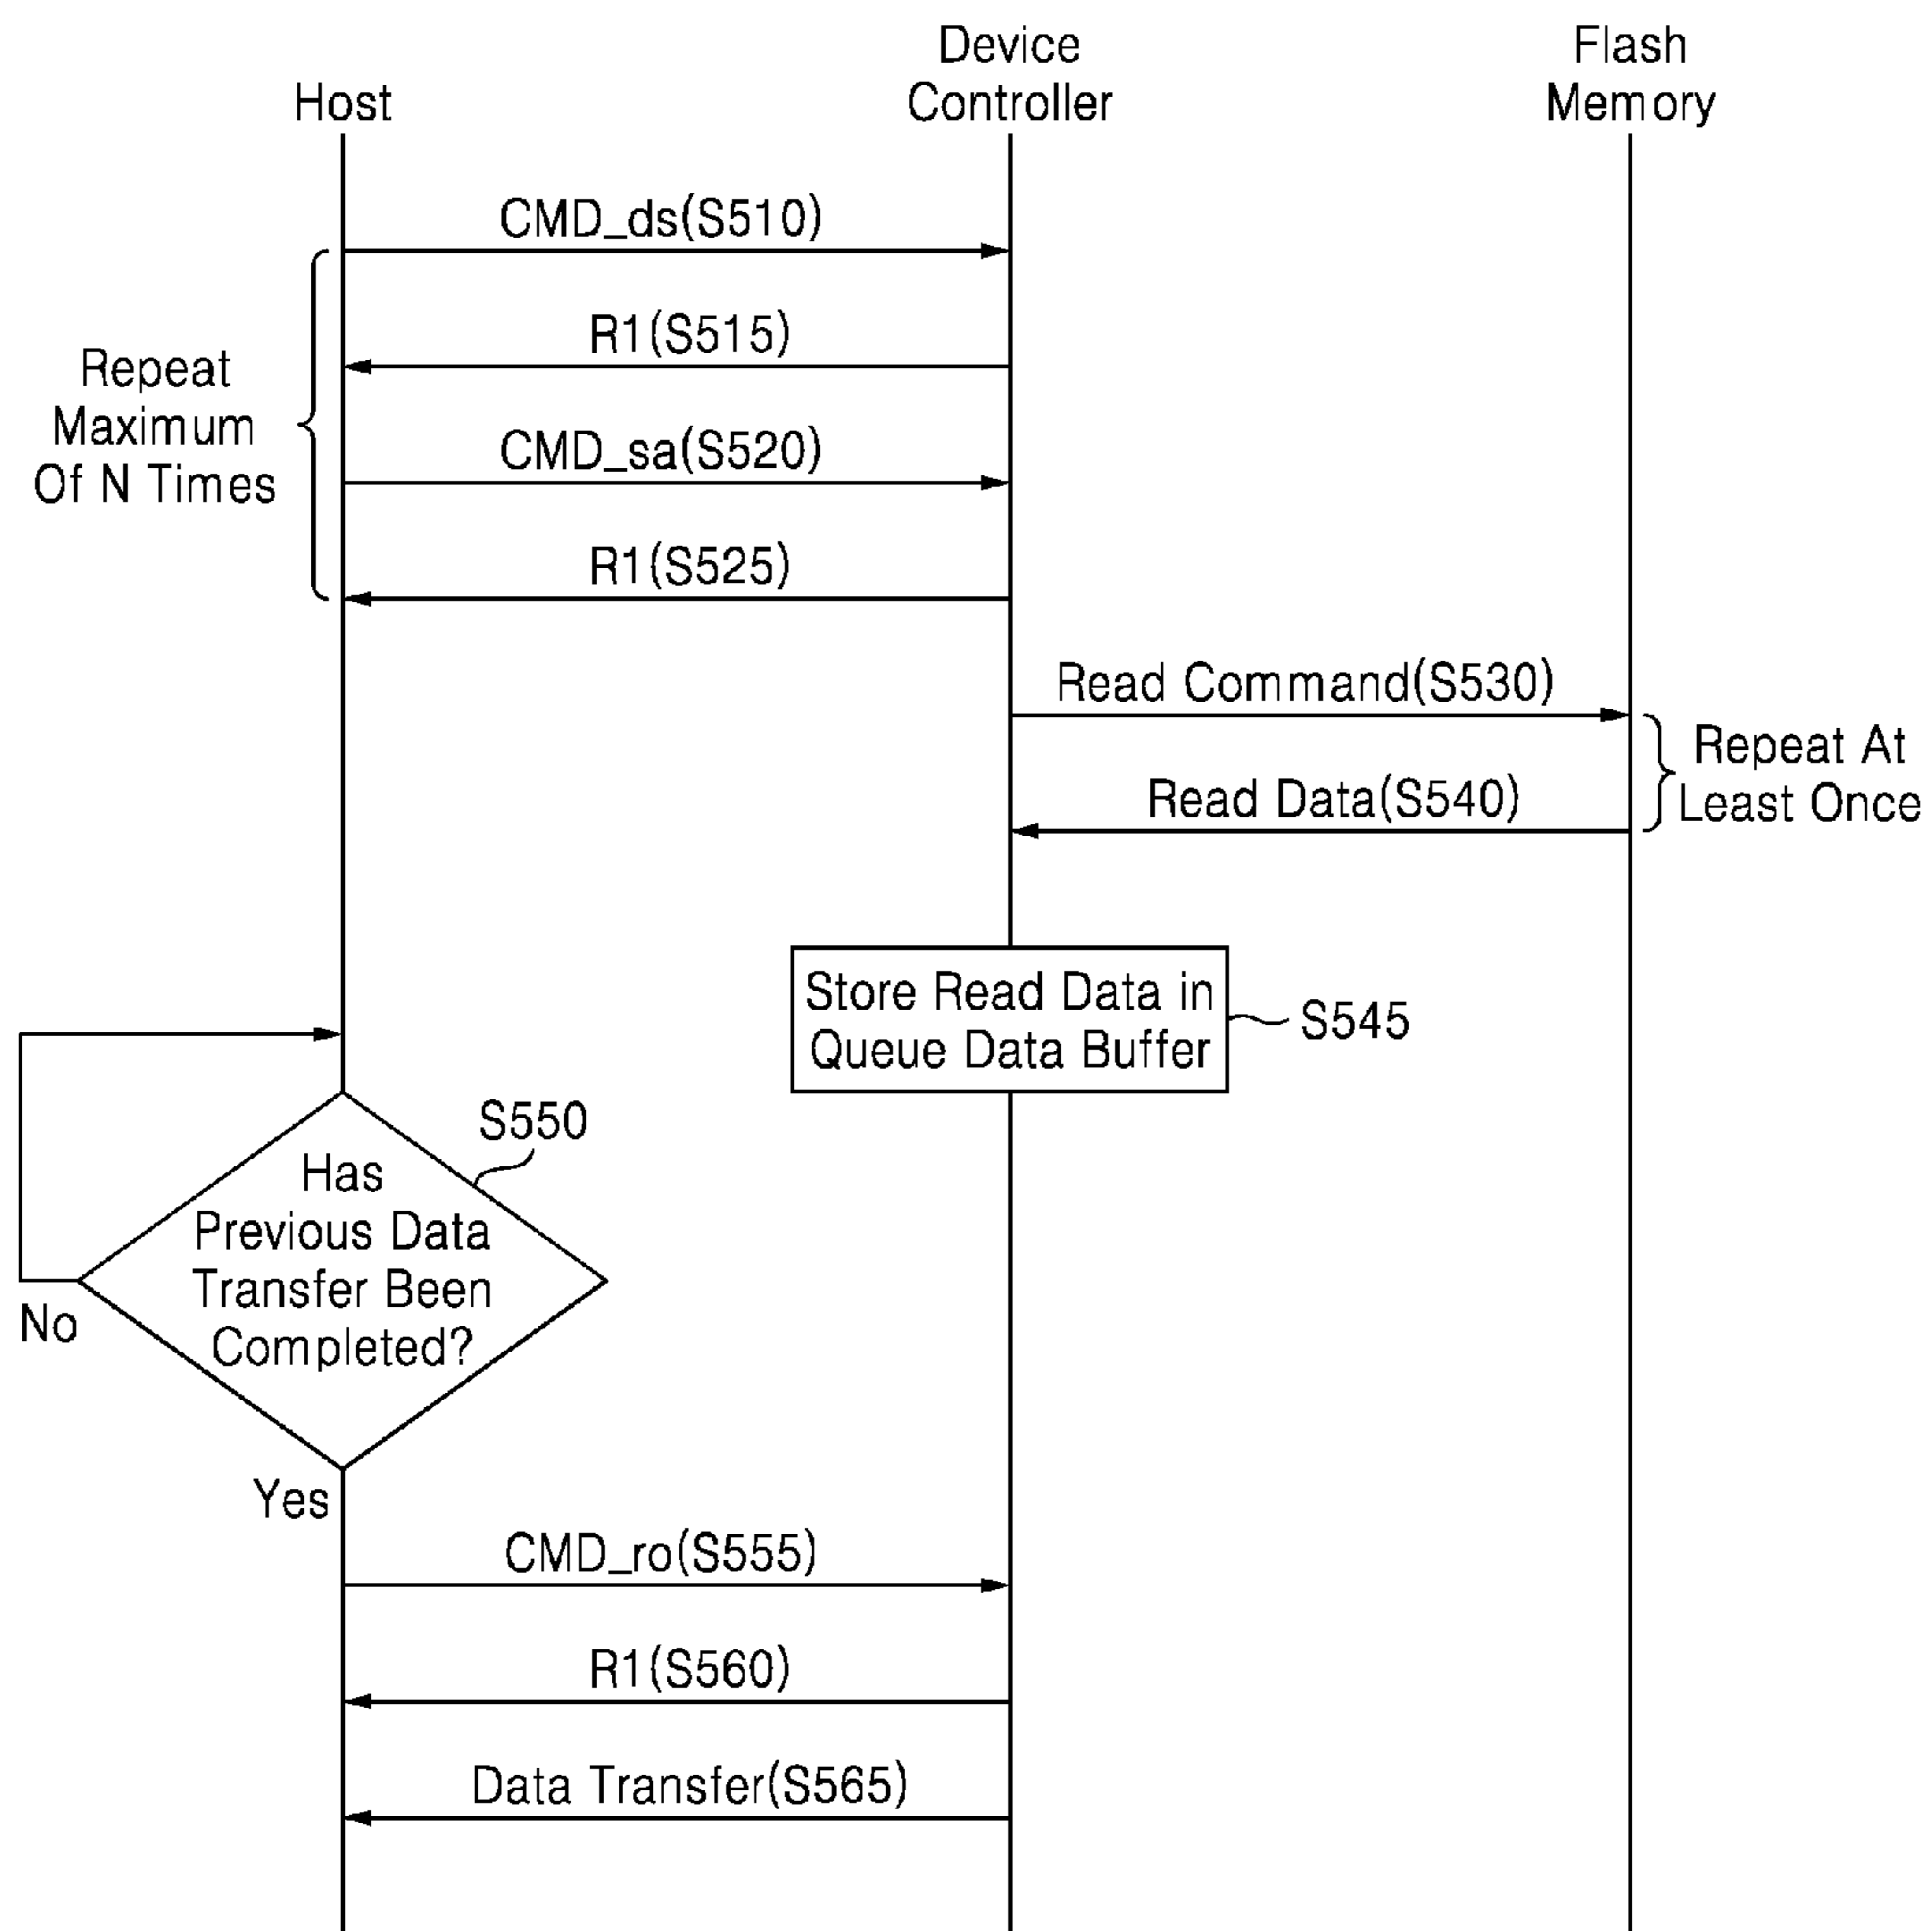 Host
Device
Controller
Flash
Memory
CMD_ds(S510)
R1(S515)
CMD_sa(S520)
R1(S525)
Repeat
Maximum
Of N Times
Read Command(S530)
Read Data(S540)
Repeat At
Least Once
Store Read Data in
Queue Data Buffer
S545
S550
Has
Previous Data
Transfer Been
Completed?
No
Yes
CMD_ro(S555)
R1(S560)
Data Transfer(S565)